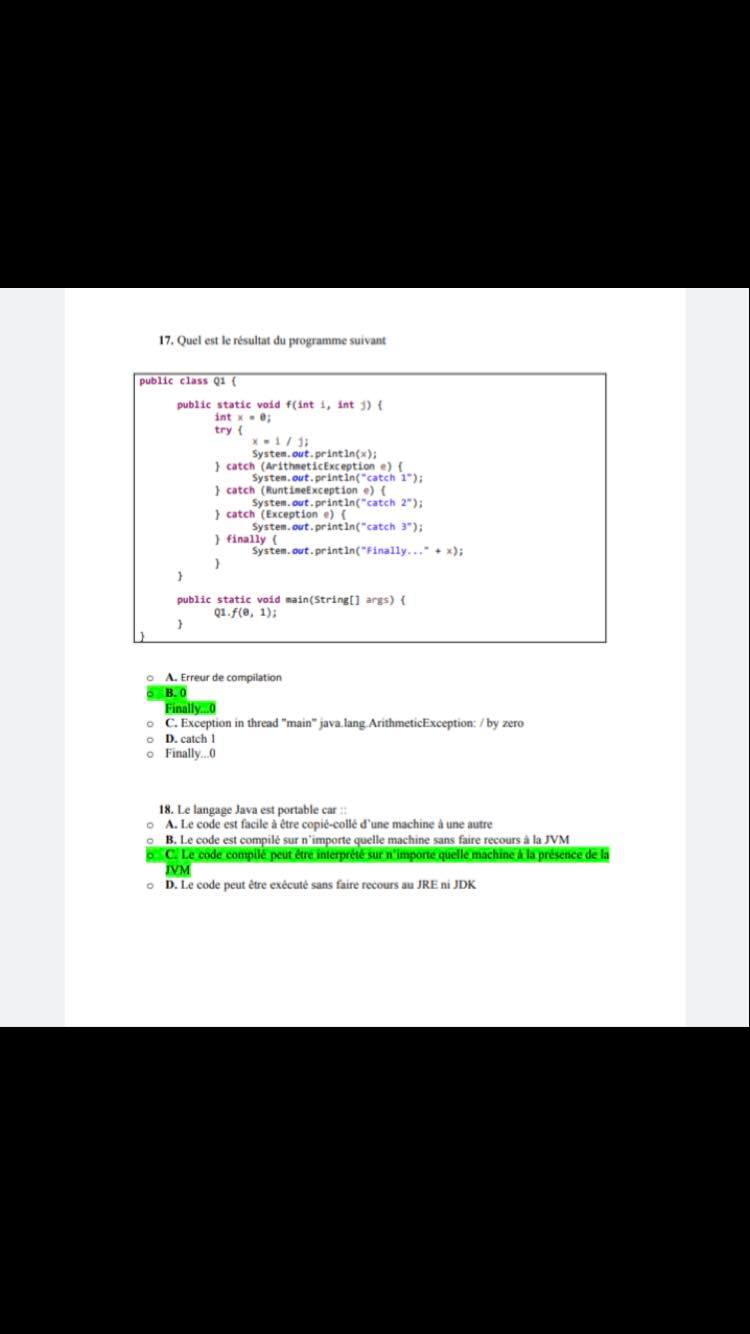 17. Quel est le résultat du programme suivant
public class Q1 {
public static void f(int i, int j) {
int x = 0;
try {
x = i / j;
System.out.println(x);
} catch (ArithmeticException e) {
System.out.println("catch 1");
} catch (RuntimeException e) {
System.out.println("catch 2");
} catch (Exception e) {
System.out.println("catch 3");
} finally {
System.out.println("Finally..." + x);
}
}
public static void main(String[] args) {
Q1.f(0, 1);
}
}
o A. Erreur de compilation
o B. 0
Finally...0
o C. Exception in thread "main" java.lang.ArithmeticException: / by zero
o D. catch 1
o Finally...0
18. Le langage Java est portable car ::
o A. Le code est facile à être copié-collé d'une machine à une autre
o B. Le code est compilé sur n'importe quelle machine sans faire recours à la JVM
o C. Le code compilé peut être interprété sur n'importe quelle machine à la présence de la
JVM
o D. Le code peut être exécuté sans faire recours au JRE ni JDK